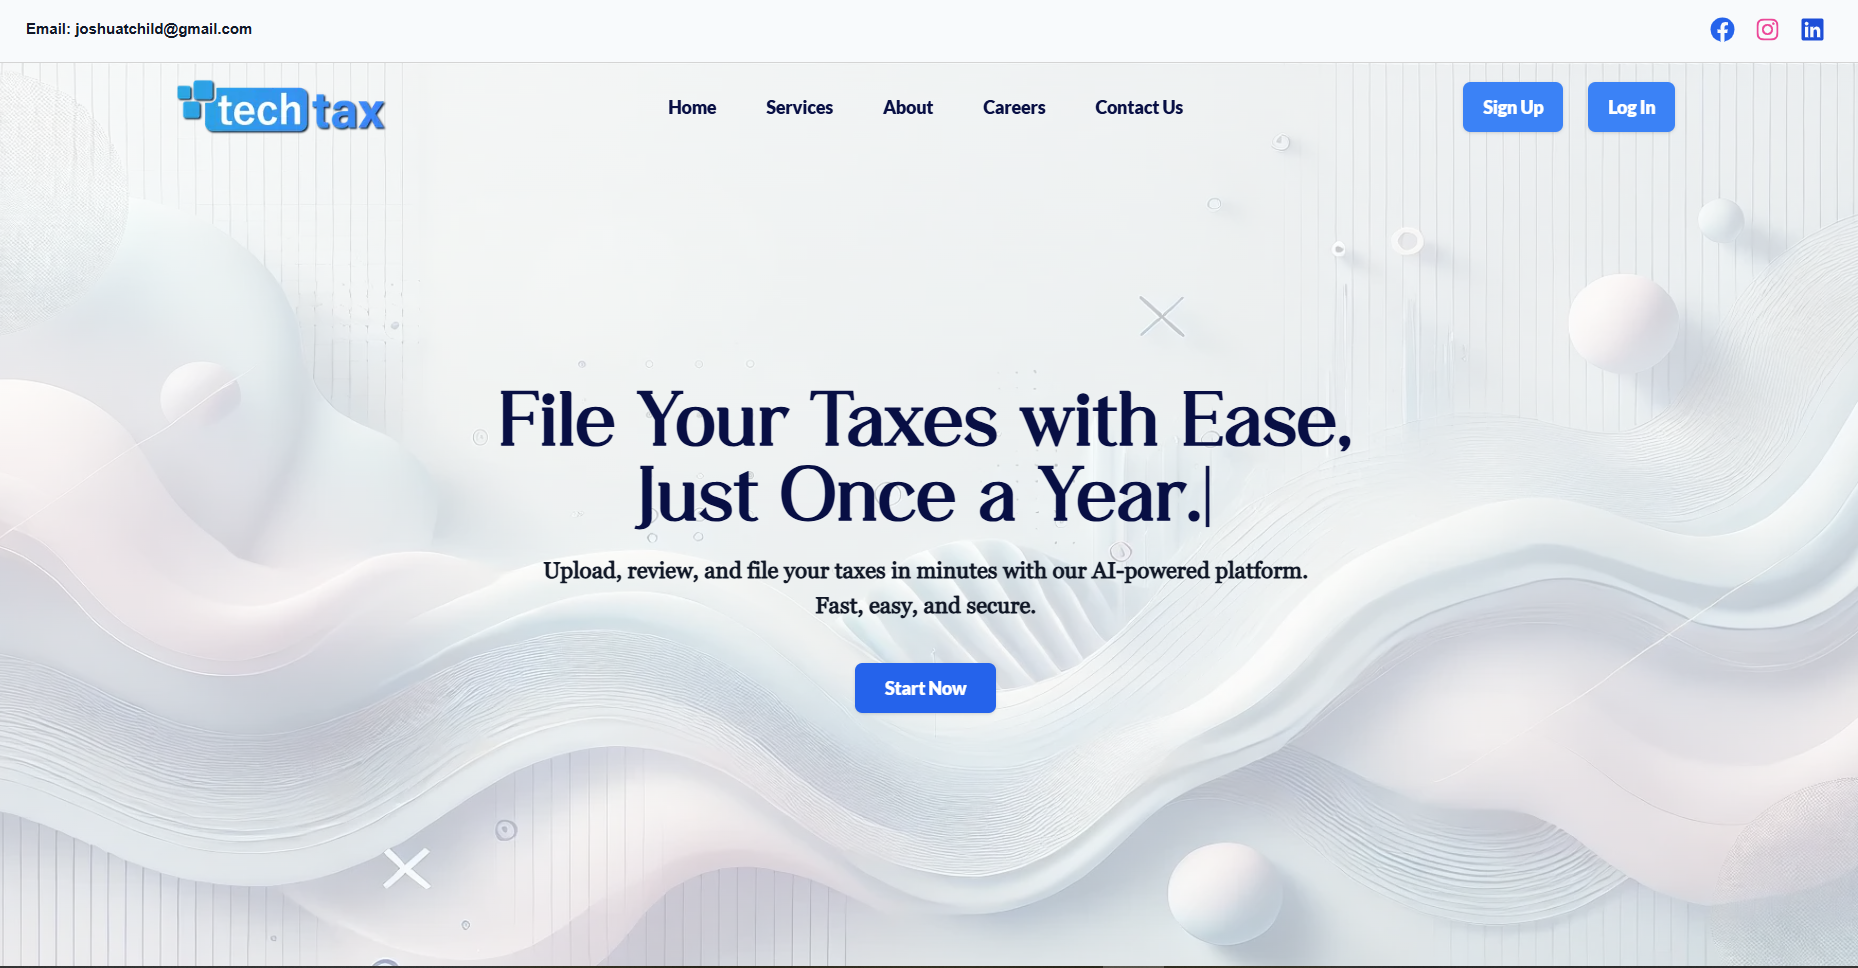 Email: joshuatchild@gmail.com
tech tax
Home Services About Careers Contact Us
Sign Up Log In
File Your Taxes with Ease,
Just Once a Year.
Upload, review, and file your taxes in minutes with our AI-powered platform.
Fast, easy, and secure.
Start Now